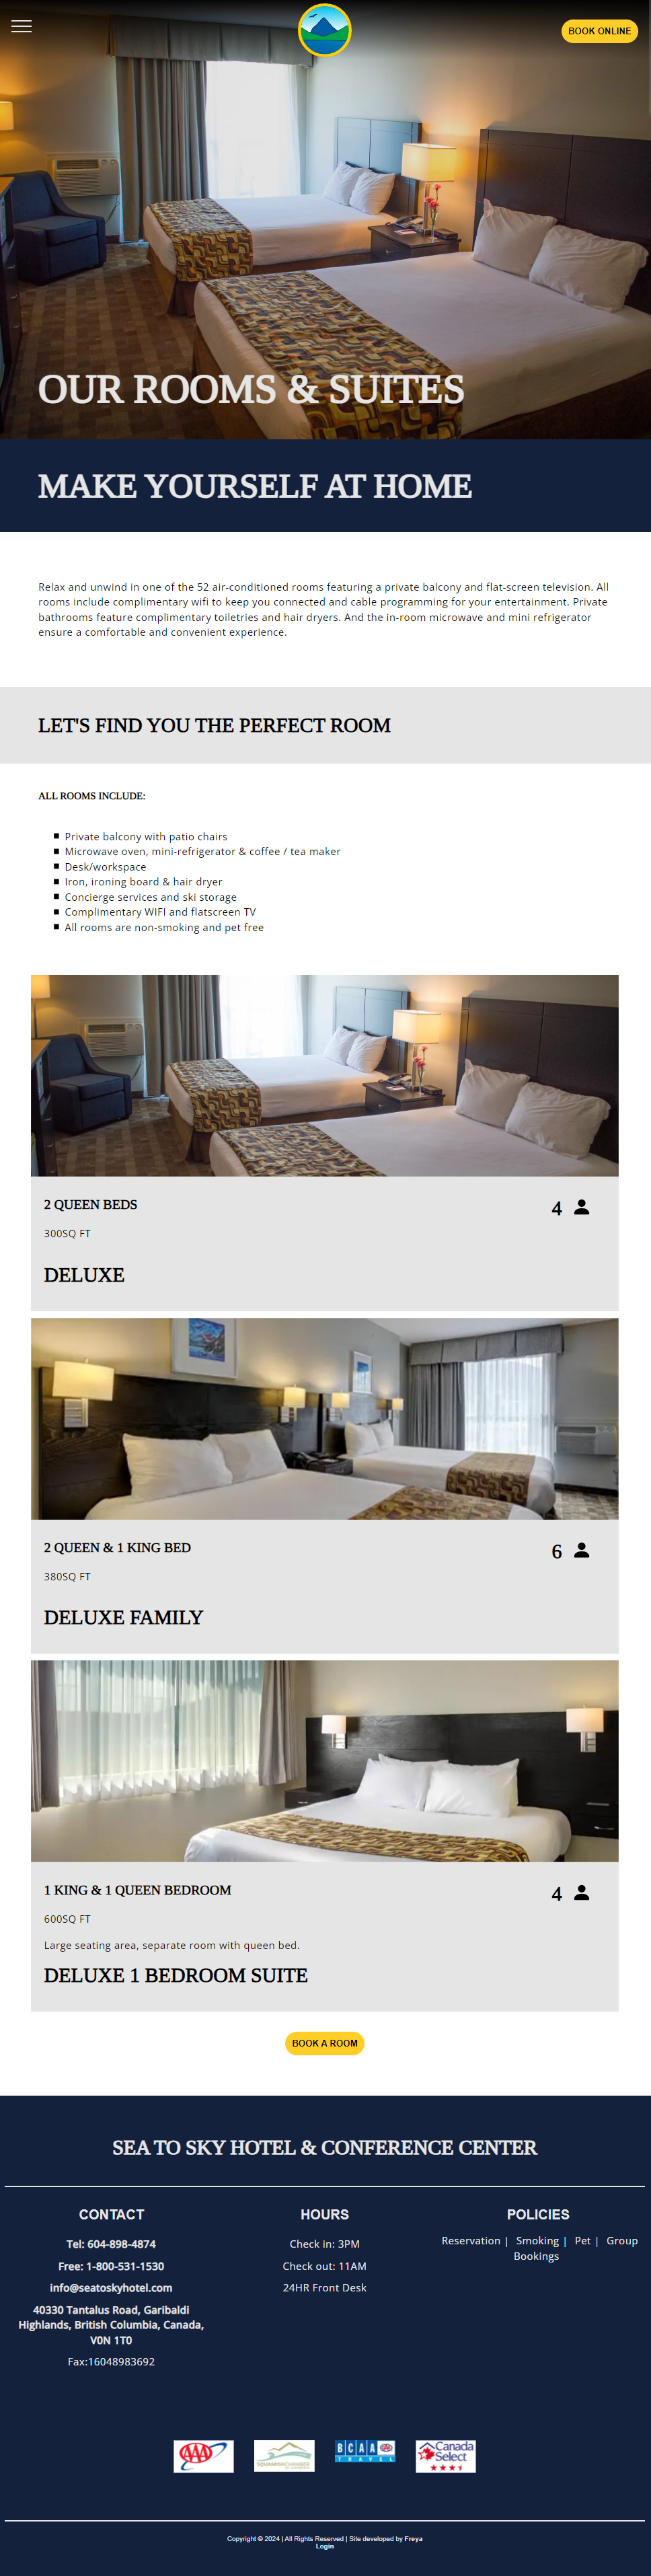 BOOK ONLINE
OUR ROOMS & SUITES
MAKE YOURSELF AT HOME
Relax and unwind in one of the 52 air-conditioned rooms featuring a private balcony and flat-screen television. All
rooms include complimentary wifi to keep you connected and cable programming for your entertainment. Private
bathrooms feature complimentary toiletries and hair dryers. And the in-room microwave and mini refrigerator
ensure a comfortable and convenient experience.
LET'S FIND YOU THE PERFECT ROOM
ALL ROOMS INCLUDE:
Private balcony with patio chairs
Microwave oven, mini-refrigerator & coffee / tea maker
Desk/workspace
Iron, ironing board & hair dryer
Concierge services and ski storage
Complimentary WIFI and flatscreen TV
All rooms are non-smoking and pet free
2 QUEEN BEDS
4
300SQ FT
DELUXE
2 QUEEN & 1 KING BED
6
380SQ FT
DELUXE FAMILY
1 KING & 1 QUEEN BEDROOM
4
600SQ FT
Large seating area, separate room with queen bed.
DELUXE 1 BEDROOM SUITE
BOOK A ROOM
SEA TO SKY HOTEL & CONFERENCE CENTER
CONTACT
Tel: 604-898-4874
Free: 1-800-531-1530
info@seatoskyhotel.com
40330 Tantalus Road, Garibaldi
Highlands, British Columbia, Canada,
V0N 1T0
Fax:16048983692
HOURS
Check in: 3PM
Check out: 11AM
24HR Front Desk
POLICIES
Reservation | Smoking | Pet | Group
Bookings
AAA
SQUAMISH CHAMBER
BCAA
TRAVEL
Canada
Select
Copyright © 2024 | All Rights Reserved | Site developed by Freya
Login